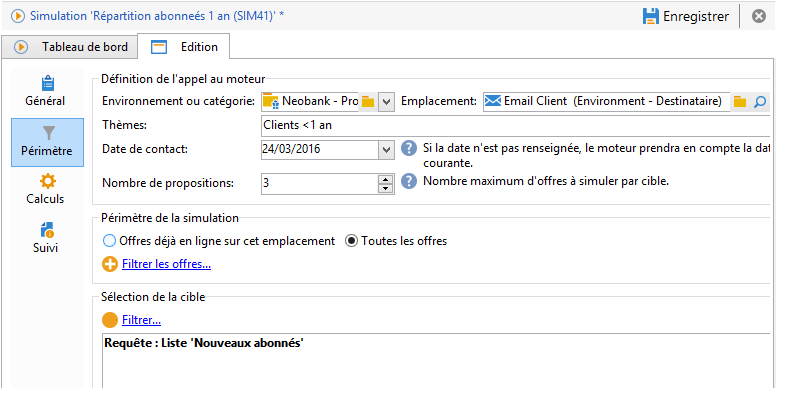 Simulation 'Répartition abonneés 1 an (SIM41)' *
Enregistrer
Tableau de bord
Edition
Général
Périmètre
Calculs
Suivi
Définition de l'appel au moteur
Environnement ou catégorie: Neobank - Pro Emplacement: Email Client (Environment - Destinataire)
Thèmes: Clients <1 an
Date de contact: 24/03/2016 Si la date n'est pas renseignée, le moteur prendra en compte la dat
courante.
Nombre de propositions: 3 Nombre maximum d'offres à simuler par cible.
Périmètre de la simulation
Offres déjà en ligne sur cet emplacement Toutes les offres
Filtrer les offres...
Sélection de la cible
Filtrer...
Requête : Liste 'Nouveaux abonnés'